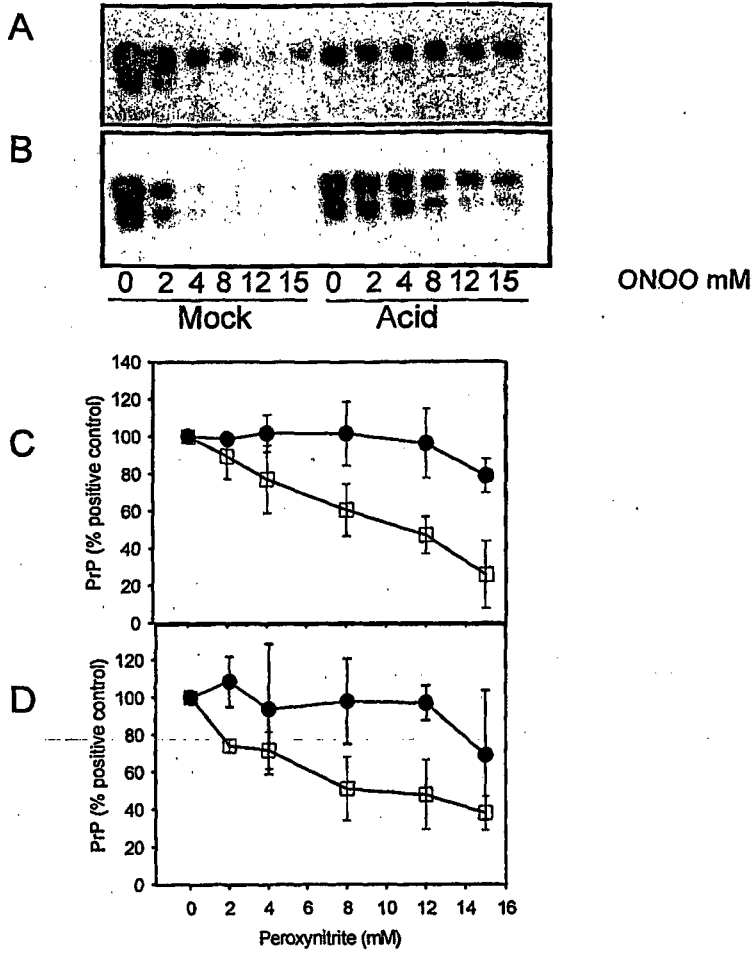 A
B
0 2 4 8 12 15 0 2 4 8 12 15 ONOO mM
Mock Acid
C
PrP (% positive control)
140
120
100
80
60
40
20
0
D
PrP (% positive control)
120
100
80
60
40
20
0
0 2 4 6 8 10 12 14 16
Peroxynitrite (mM)